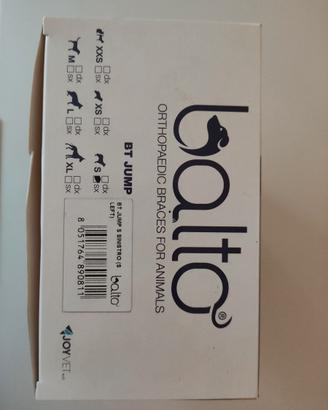 balto®
ORTHOPAEDIC BRACES FOR ANIMALS
BT JUMP
XXS dx sx
XS dx sx
S dx sx
M dx sx
L dx sx
XL dx sx
BT JUMP S SINISTRO (S
LEFT)
balto
8 051764 890811
JOYVET